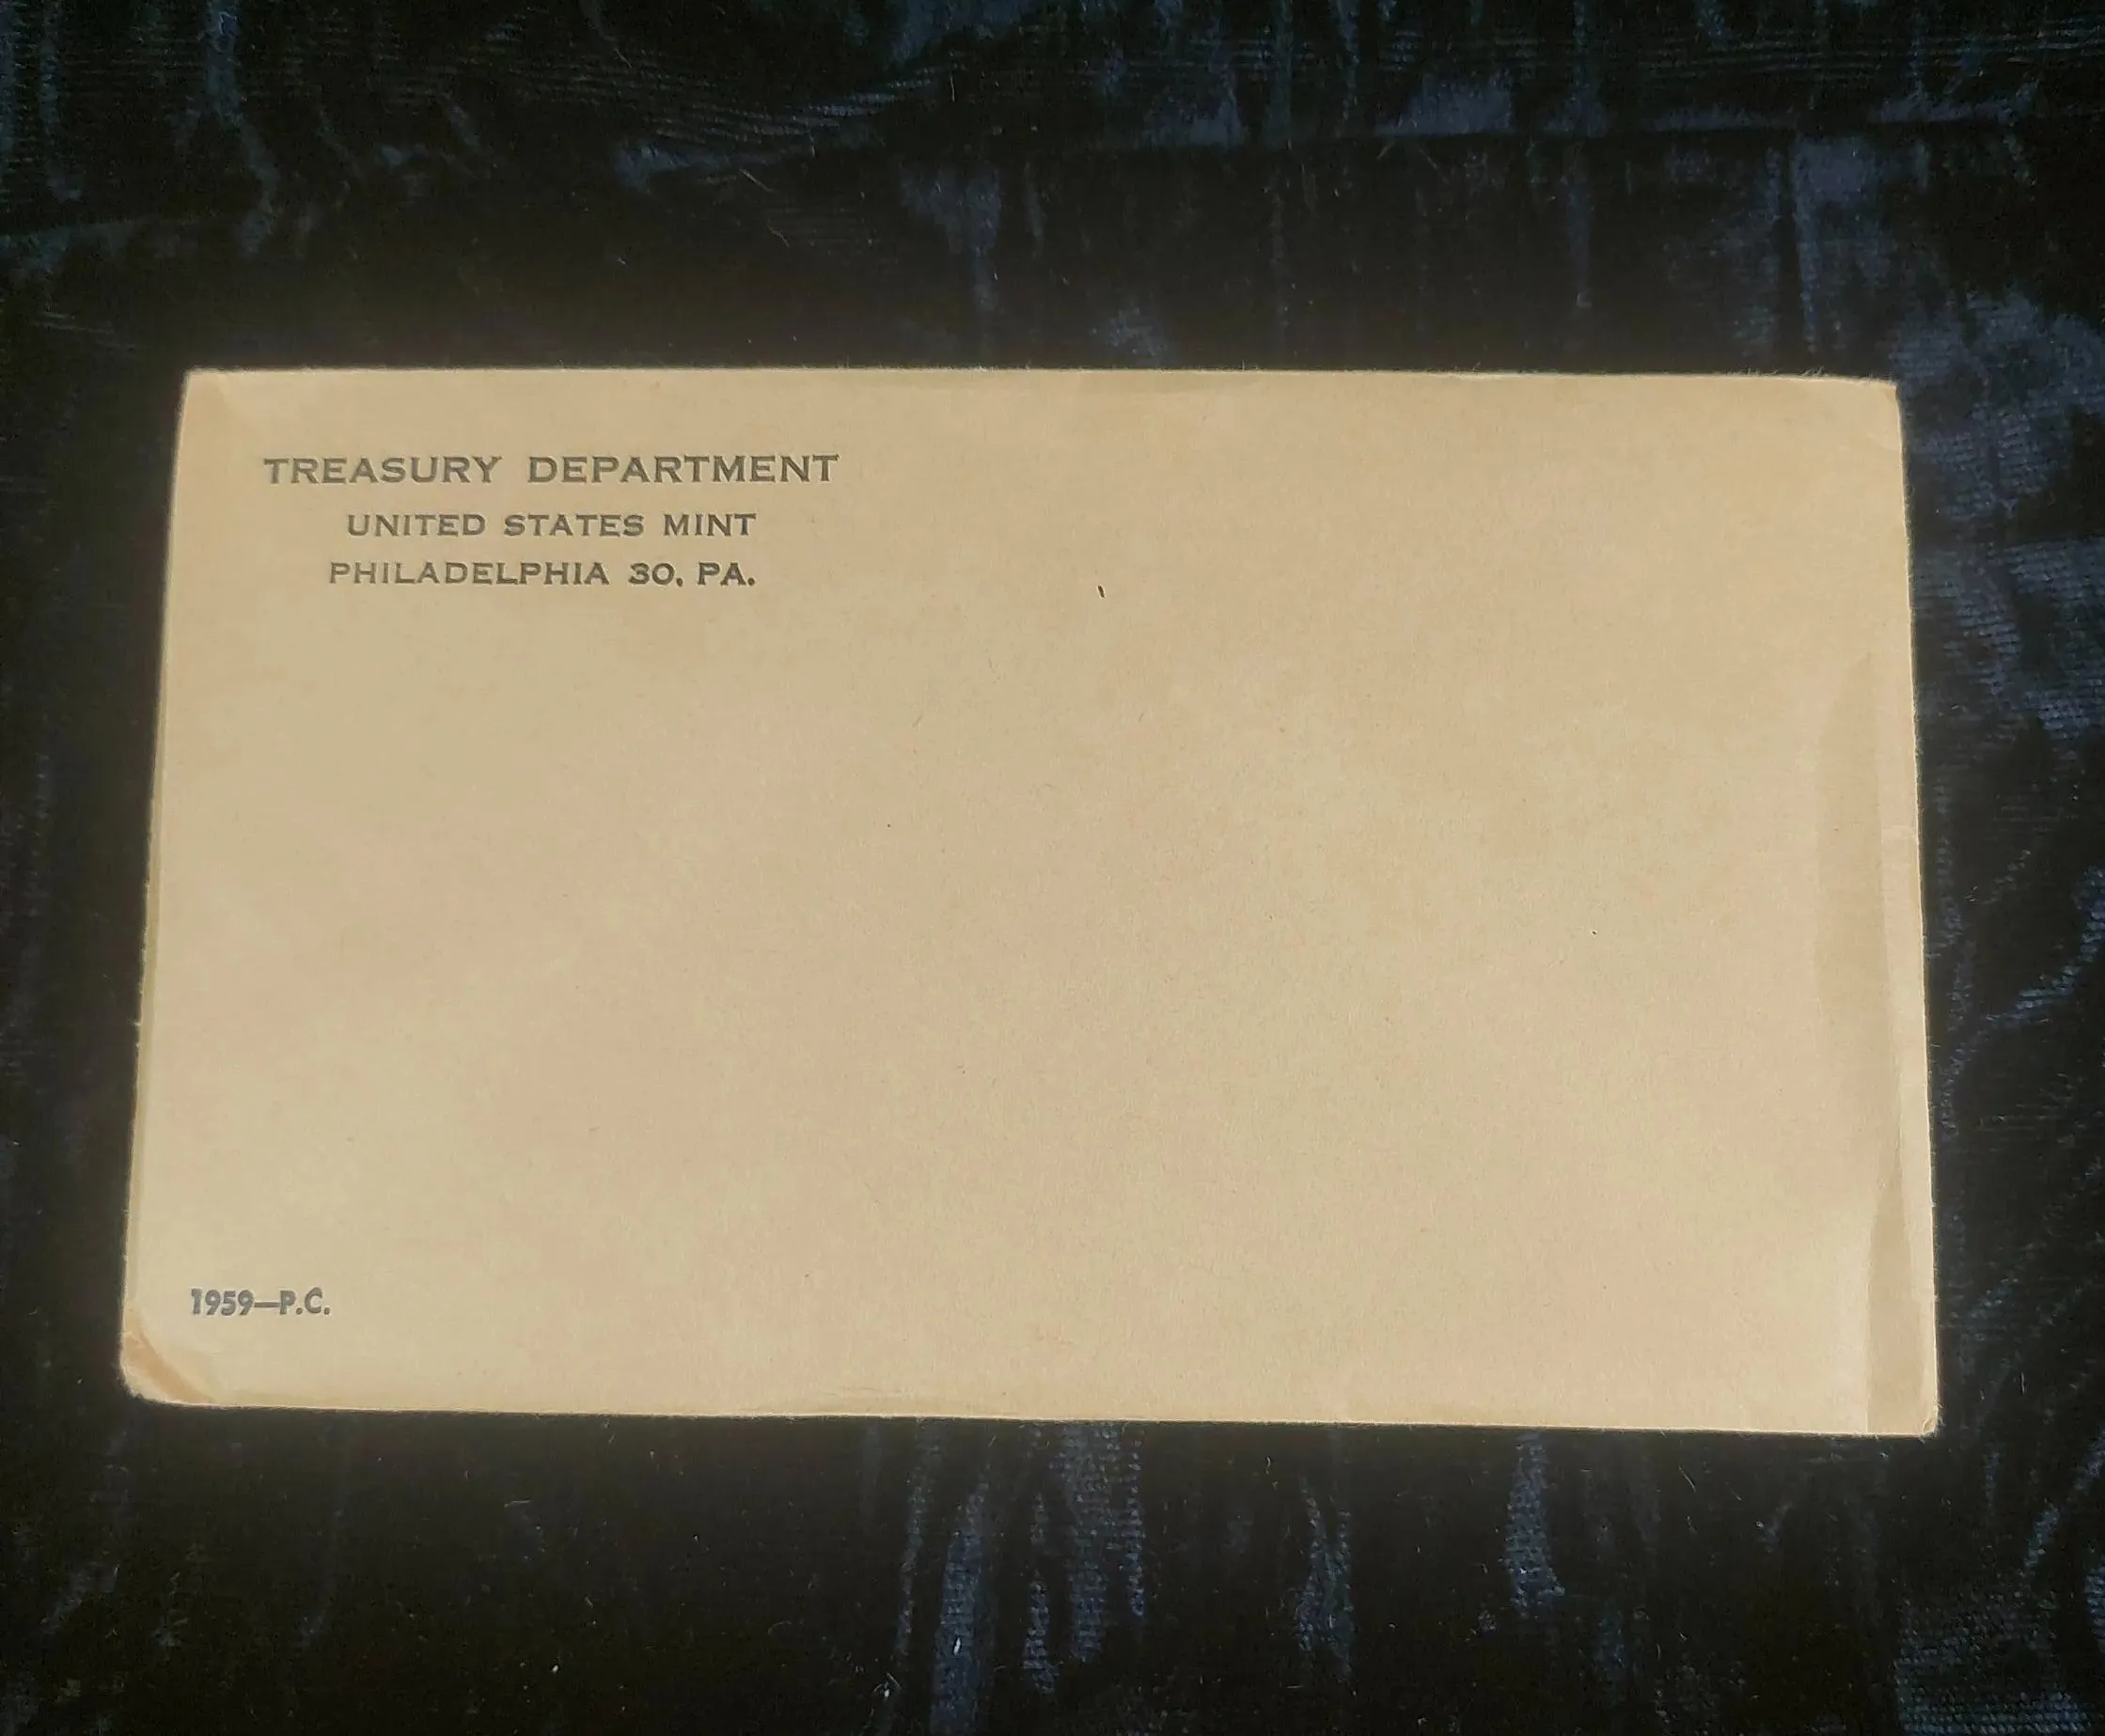 TREASURY DEPARTMENT
UNITED STATES MINT
PHILADELPHIA 30, PA.
1959—P.C.